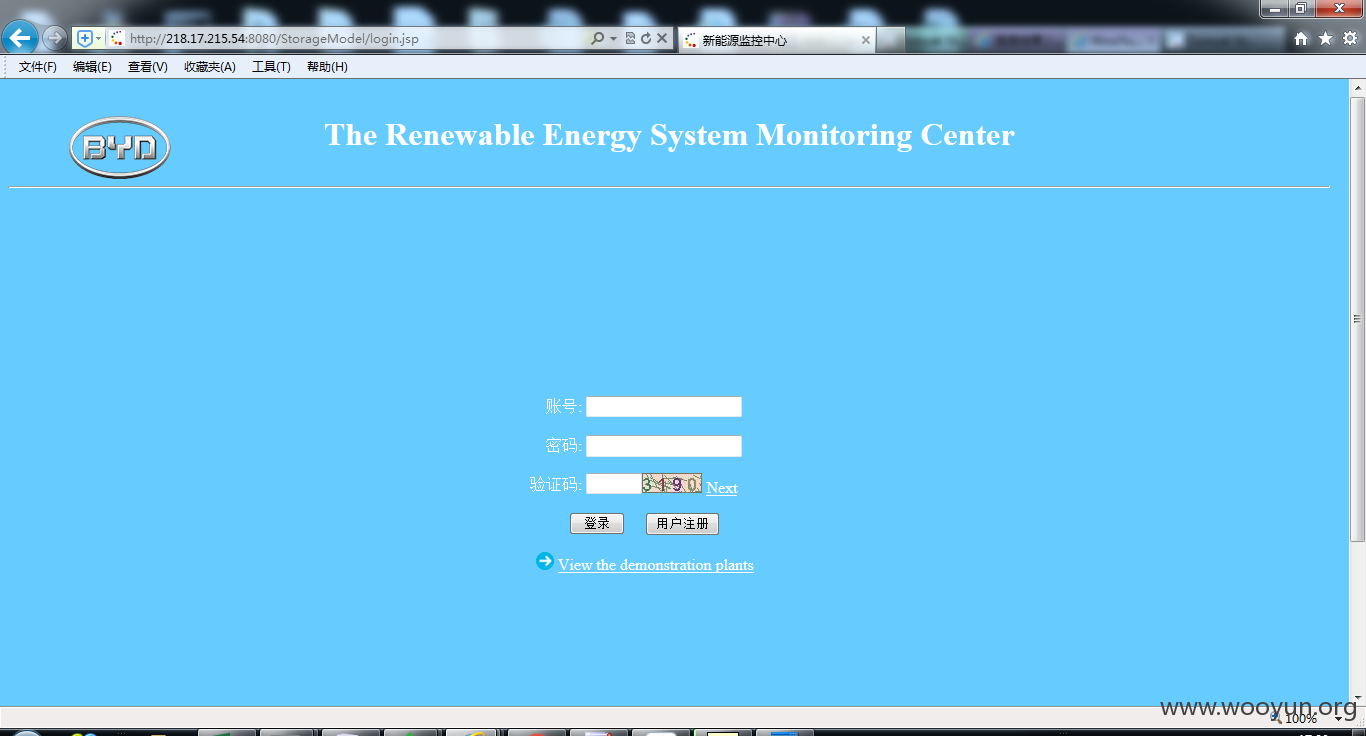 http://218.17.215.54:8080/StorageModel/login.jsp
新能源监控中心
文件(F) 编辑(E) 查看(V) 收藏夹(A) 工具(T) 帮助(H)
BYD
The Renewable Energy System Monitoring Center
账号:
密码:
验证码: 3190 Next
登录 用户注册
View the demonstration plants
www.wooyun.org
100%